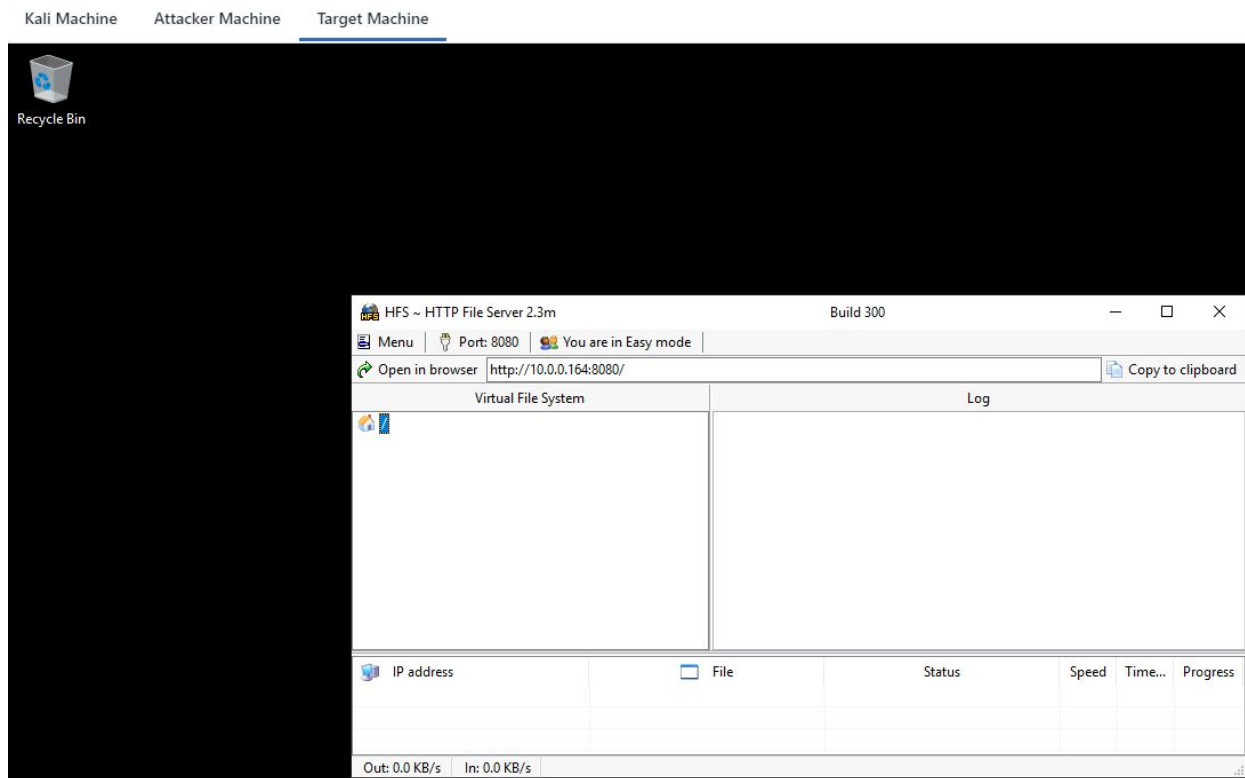 Kali Machine Attacker Machine Target Machine
Recycle Bin
HFS ~ HTTP File Server 2.3m Build 300
Menu Port: 8080 You are in Easy mode
Open in browser http://10.0.0.164:8080/ Copy to clipboard
Virtual File System Log
/
IP address File Status Speed Time... Progress
Out: 0.0 KB/s In: 0.0 KB/s